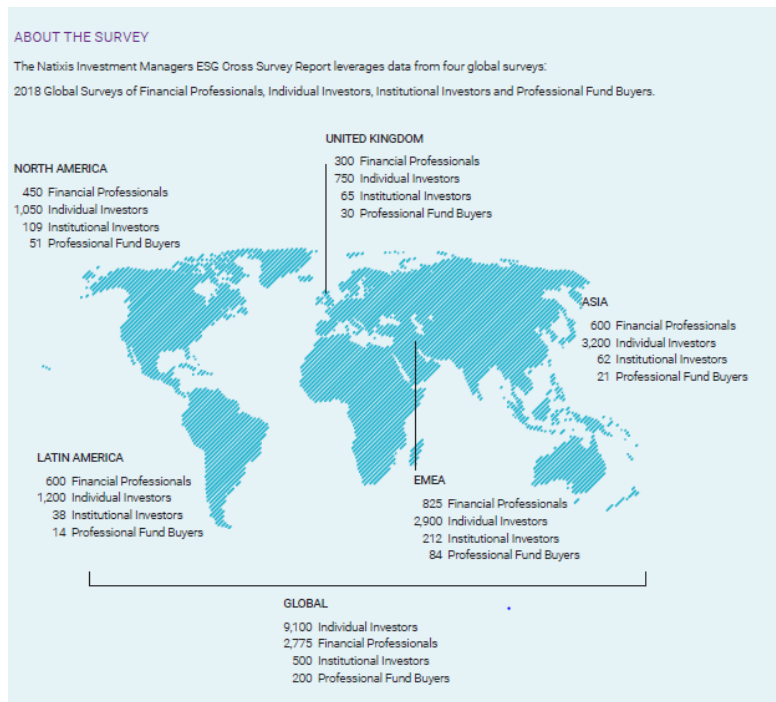 ABOUT THE SURVEY
The Natixis Investment Managers ESG Cross Survey Report leverages data from four global surveys:
2018 Global Surveys of Financial Professionals, Individual Investors, Institutional Investors and Professional Fund Buyers.
UNITED KINGDOM
300 Financial Professionals
750 Individual Investors
65 Institutional Investors
30 Professional Fund Buyers
NORTH AMERICA
450 Financial Professionals
1,050 Individual Investors
109 Institutional Investors
51 Professional Fund Buyers
ASIA
600 Financial Professionals
3,200 Individual Investors
62 Institutional Investors
21 Professional Fund Buyers
LATIN AMERICA
600 Financial Professionals
1,200 Individual Investors
38 Institutional Investors
14 Professional Fund Buyers
EMEA
825 Financial Professionals
2,900 Individual Investors
212 Institutional Investors
84 Professional Fund Buyers
GLOBAL
9,100 Individual Investors
2,775 Financial Professionals
500 Institutional Investors
200 Professional Fund Buyers